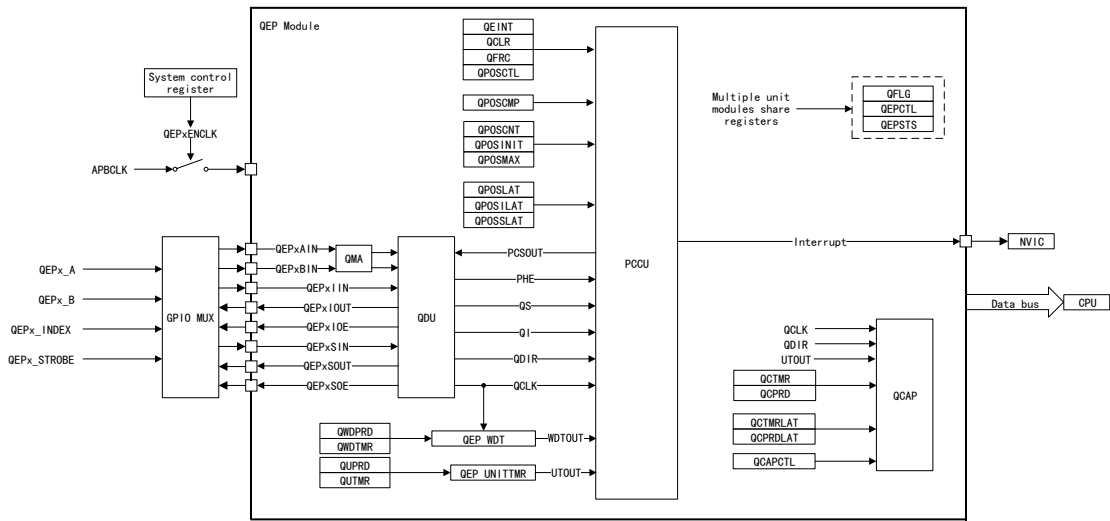 QEP Module
System control
register
QEPxENCLK
APBCLK
QEINT
QCLR
QFRC
QPOSCTL
QPOSCMP
QPOSCNT
QPOSINIT
QPOSMAX
QPOSLAT
QPOSILAT
QPOSSLAT
Multiple unit
modules share
registers
QFLG
QEPCTL
QEPSTS
QEPx_A
QEPx_B
QEPx_INDEX
QEPx_STROBE
GPIO MUX
QEPxAIN
QEPxBIN
QEPxIIN
QEPxIOUT
QEPxIOE
QEPxSIN
QEPxSOUT
QEPxSOE
QMA
QDU
PCSOUT
PHE
QS
QI
QDIR
QCLK
PCCU
QWDPRD
QWDTMR
QEP WDT
WDTOUT
QUPRD
QUTMR
QEP UNITTMR
UTOUT
Interrupt
NVIC
Data bus
CPU
QCLK
QDIR
UTOUT
QCTMR
QCPRD
QCTMRLAT
QCPRDLAT
QCAPCTL
QCAP